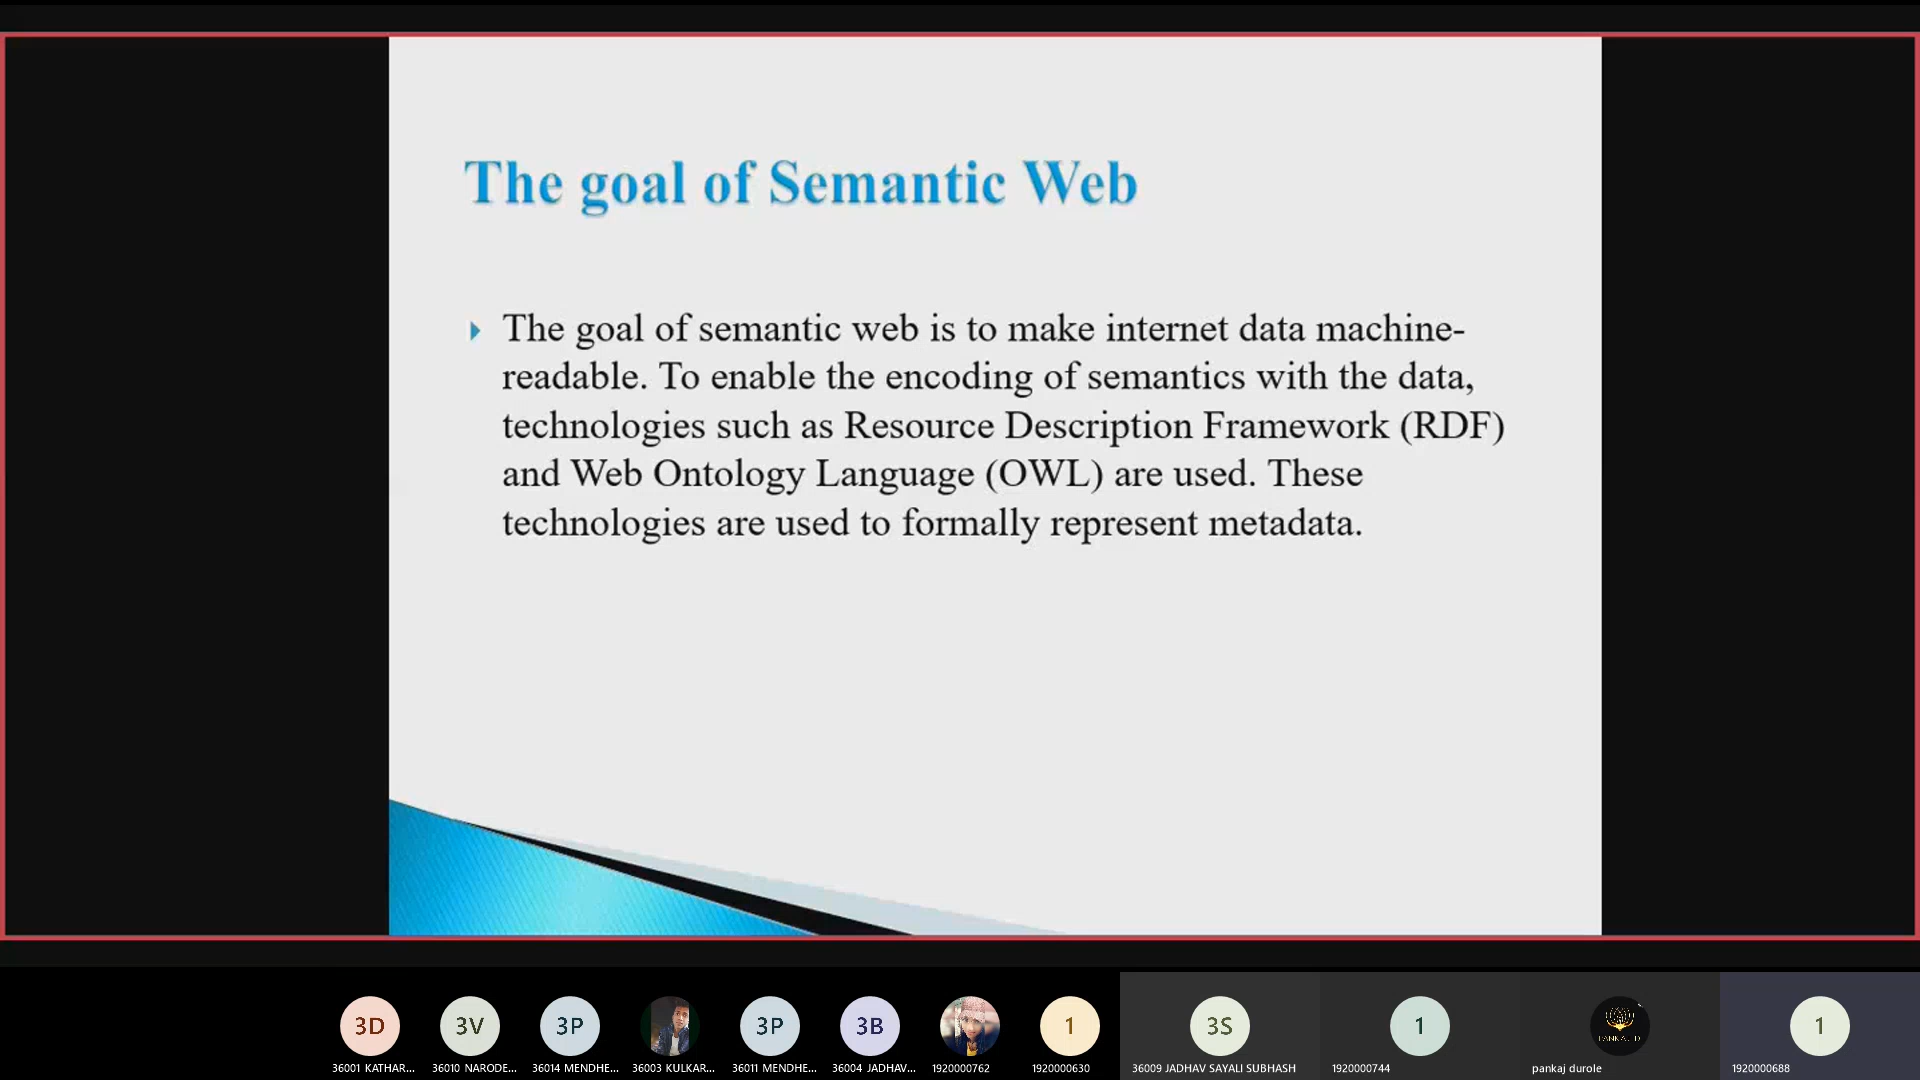 The goal of Semantic Web
The goal of semantic web is to make internet data machine-
readable. To enable the encoding of semantics with the data,
technologies such as Resource Description Framework (RDF)
and Web Ontology Language (OWL) are used. These
technologies are used to formally represent metadata.
3D
3V
3P
3P
3B
1
3S
1
PANKAJ D
1
36001 KATHAR...
36010 NARODE...
36014 MENDHE...
36003 KULKAR...
36011 MENDHE...
36004 JADHAV...
1920000762
1920000630
36009 JADHAV SAYALI SUBHASH
1920000744
pankaj durole
1920000688